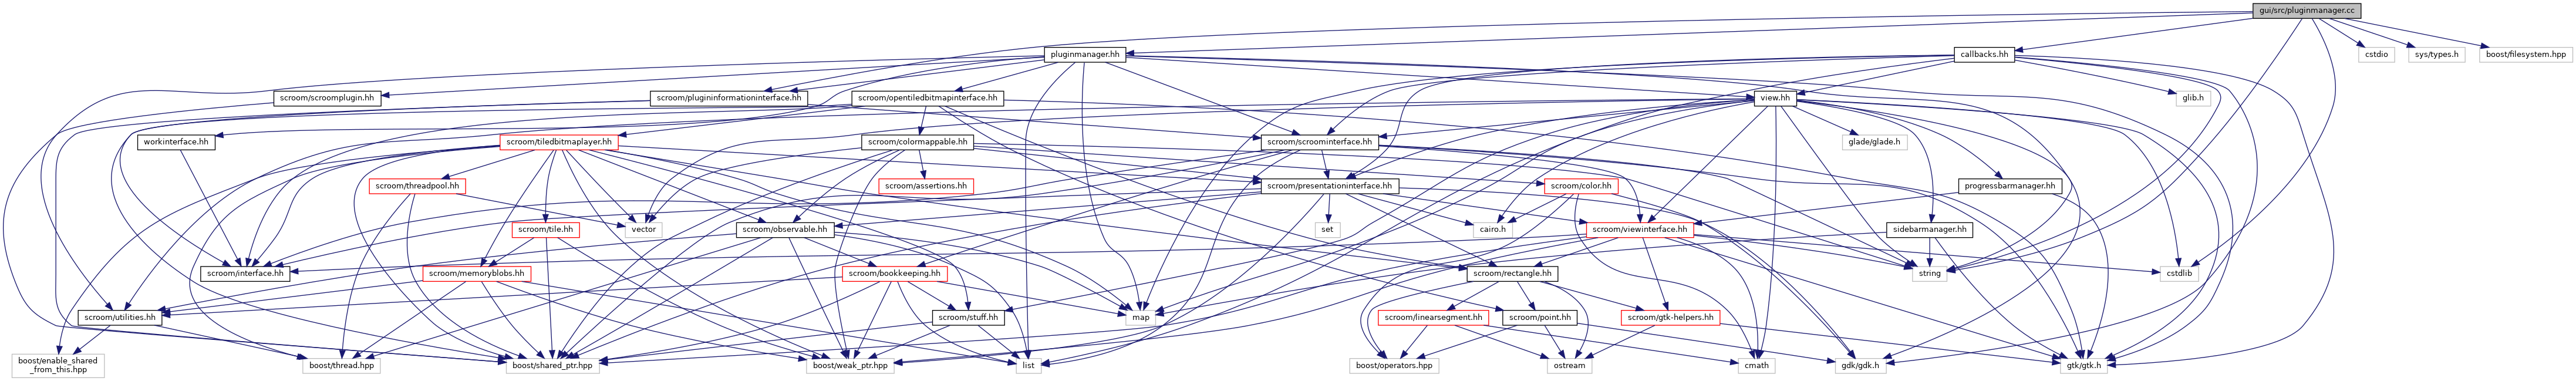 gui/src/pluginmanager.cc
pluginmanager.hh
callbacks.hh
cstdio
sys/types.h
boost/filesystem.hpp
scroom/scroomplugin.hh
scroom/plugininformationinterface.hh
scroom/opentiledbitmapinterface.hh
view.hh
glib.h
workinterface.hh
scroom/tiledbitmaplayer.hh
scroom/colormappable.hh
scroom/scroominterface.hh
glade/glade.h
scroom/threadpool.hh
scroom/assertions.hh
scroom/presentationinterface.hh
scroom/color.hh
progressbarmanager.hh
scroom/tile.hh
vector
scroom/observable.hh
set
cairo.h
scroom/viewinterface.hh
sidebarmanager.hh
scroom/interface.hh
scroom/memoryblobs.hh
scroom/bookkeeping.hh
scroom/rectangle.hh
string
cstdlib
scroom/utilities.hh
scroom/stuff.hh
map
scroom/linearsegment.hh
scroom/point.hh
scroom/gtk-helpers.hh
boost/enable_shared
_from_this.hpp
boost/thread.hpp
boost/shared_ptr.hpp
boost/weak_ptr.hpp
list
boost/operators.hpp
ostream
cmath
gdk/gdk.h
gtk/gtk.h